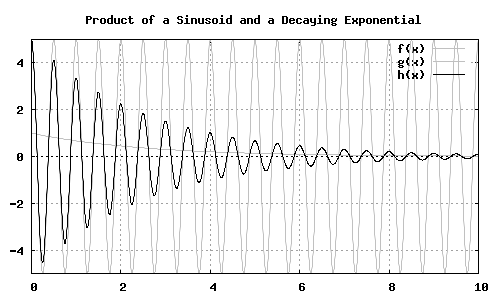 Product of a Sinusoid and a Decaying Exponential
f(x)
g(x)
h(x)
4
2
0
-2
-4
0 2 4 6 8 10